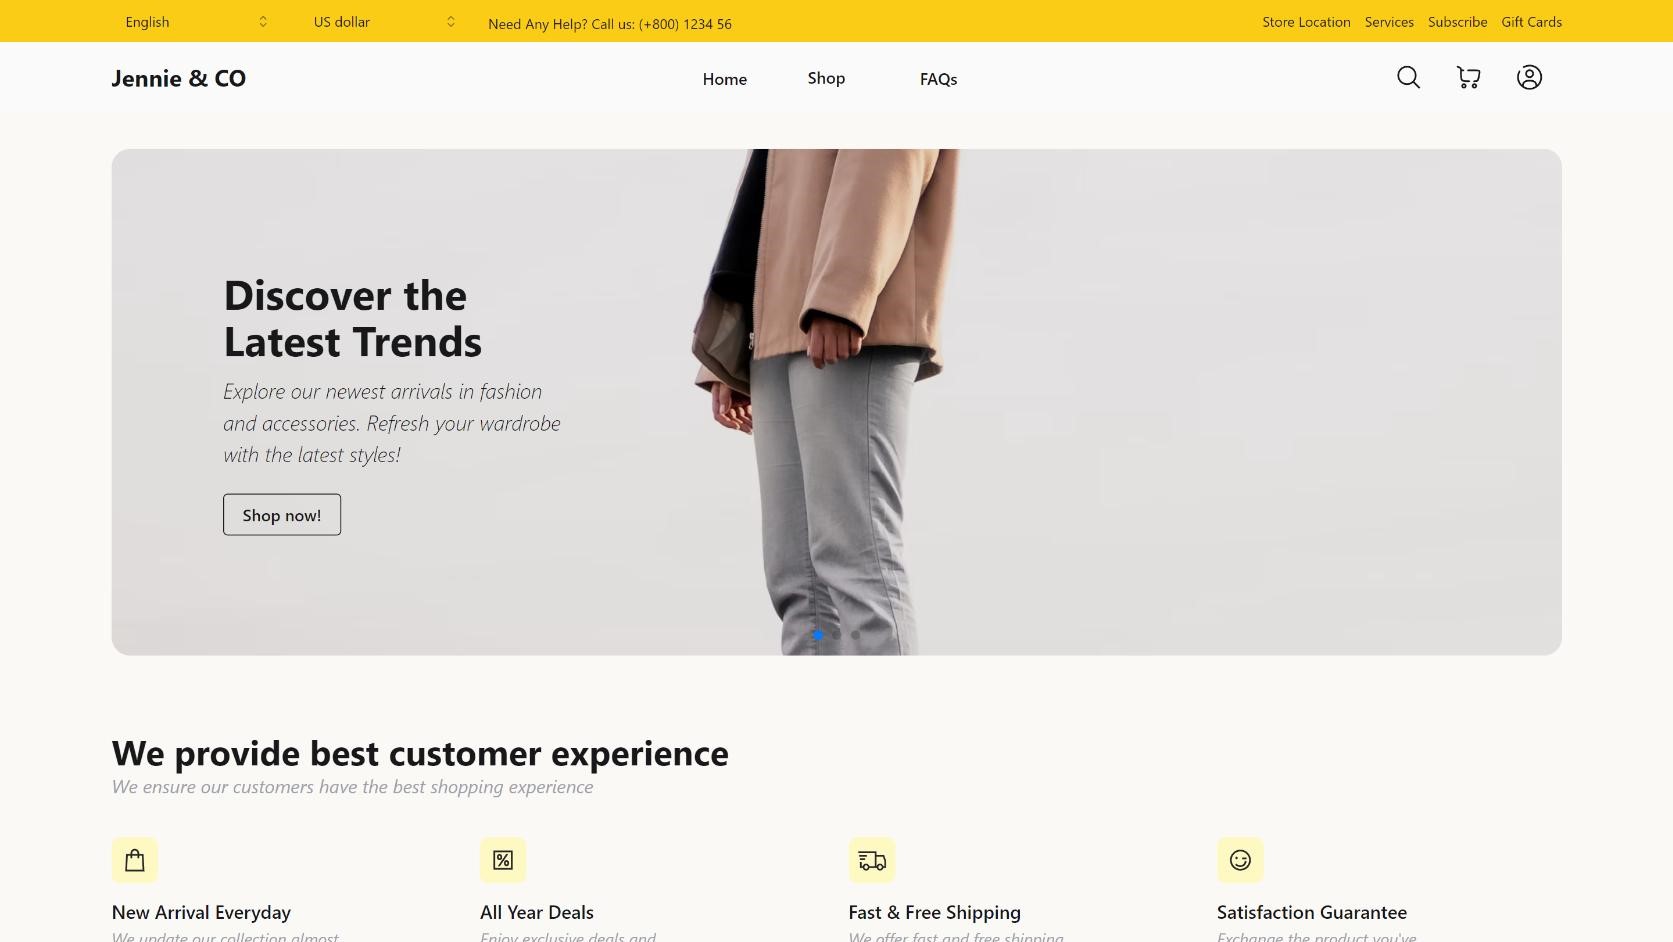 English
US dollar
Need Any Help? Call us: (+800) 1234 56
Store Location
Services
Subscribe
Gift Cards
Jennie & CO
Home
Shop
FAQs
Discover the
Latest Trends
Explore our newest arrivals in fashion
and accessories. Refresh your wardrobe
with the latest styles!
Shop now!
We provide best customer experience
We ensure our customers have the best shopping experience
New Arrival Everyday
We update our collection almost
All Year Deals
Enjoy exclusive deals and
Fast & Free Shipping
We offer fast and free shipping
Satisfaction Guarantee
Exchange the product you've